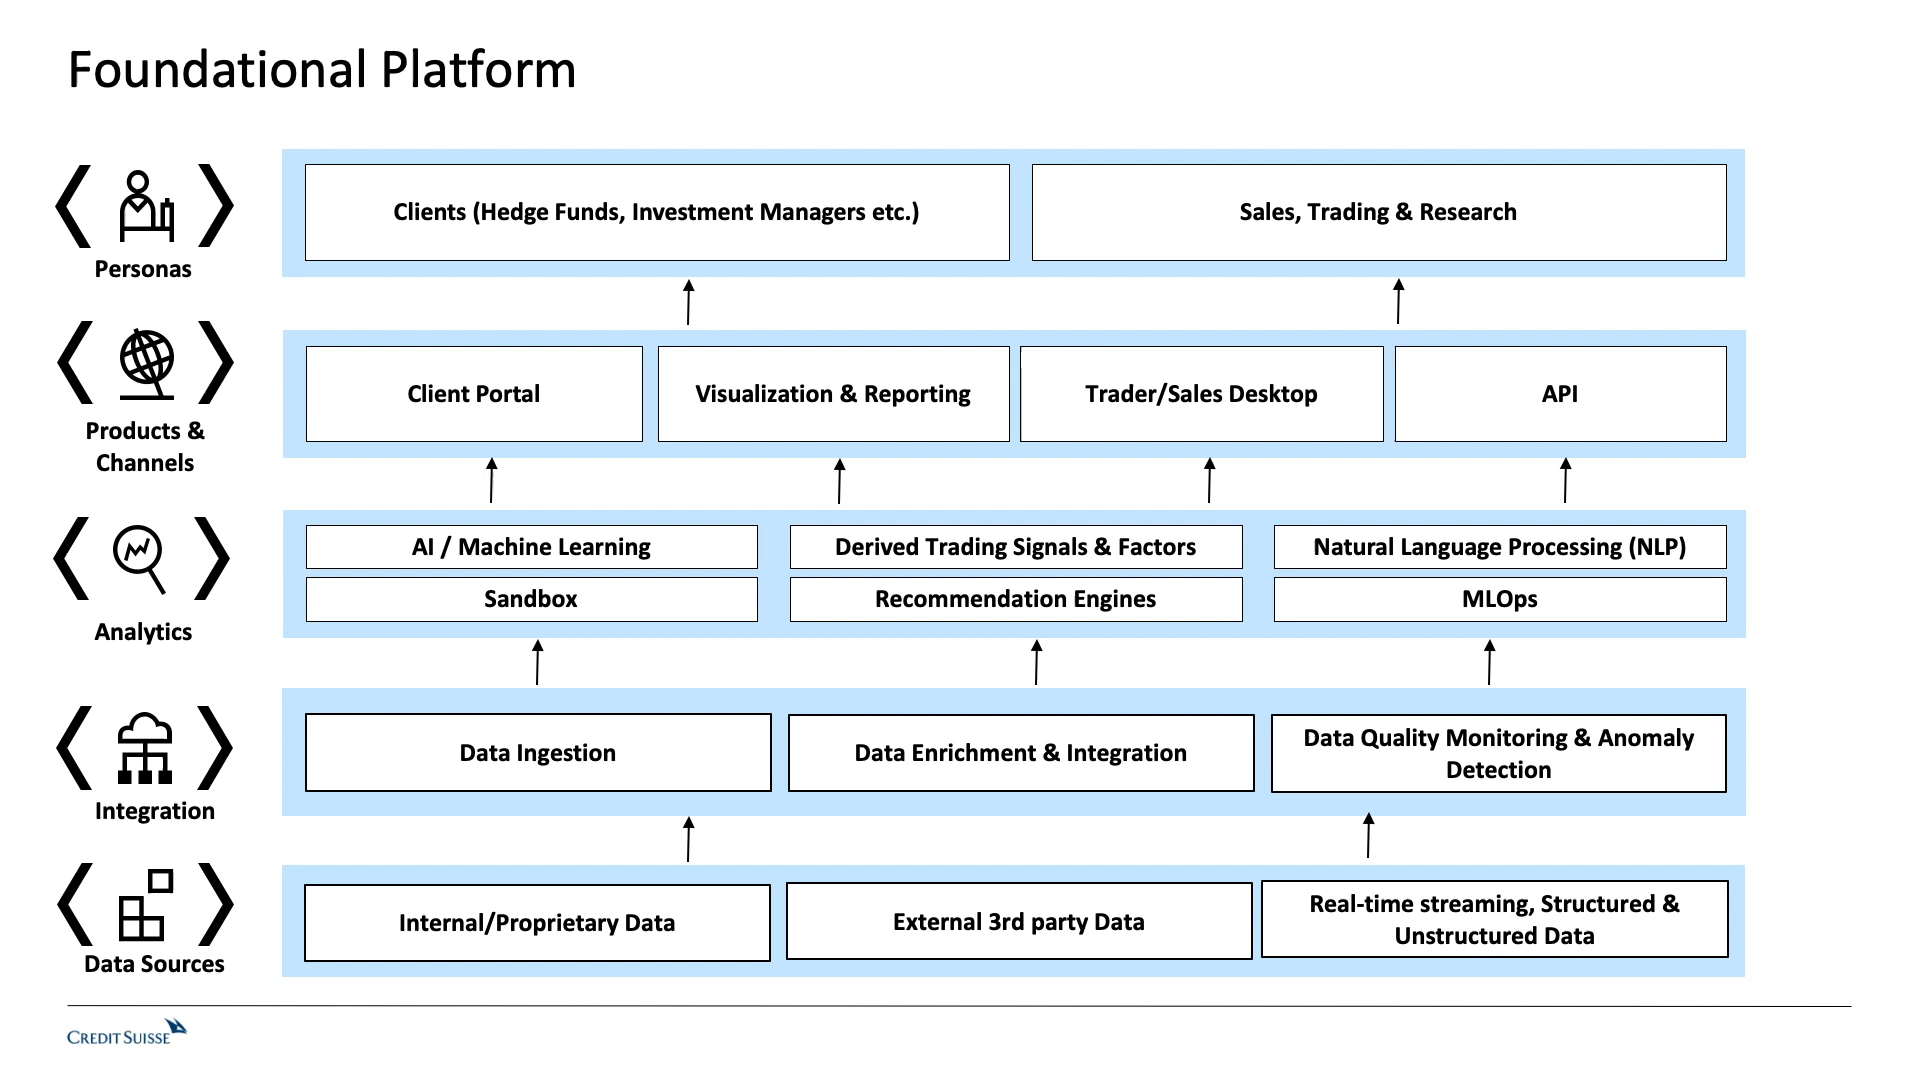 Foundational Platform
Clients (Hedge Funds, Investment Managers etc.)
Sales, Trading & Research
Personas
Client Portal
Visualization & Reporting
Trader/Sales Desktop
API
Products &
Channels
AI / Machine Learning
Derived Trading Signals & Factors
Natural Language Processing (NLP)
Sandbox
Recommendation Engines
MLOps
Analytics
Data Ingestion
Data Enrichment & Integration
Data Quality Monitoring & Anomaly
Detection
Integration
Internal/Proprietary Data
External 3rd party Data
Real-time streaming, Structured &
Unstructured Data
Data Sources
CREDIT SUISSE